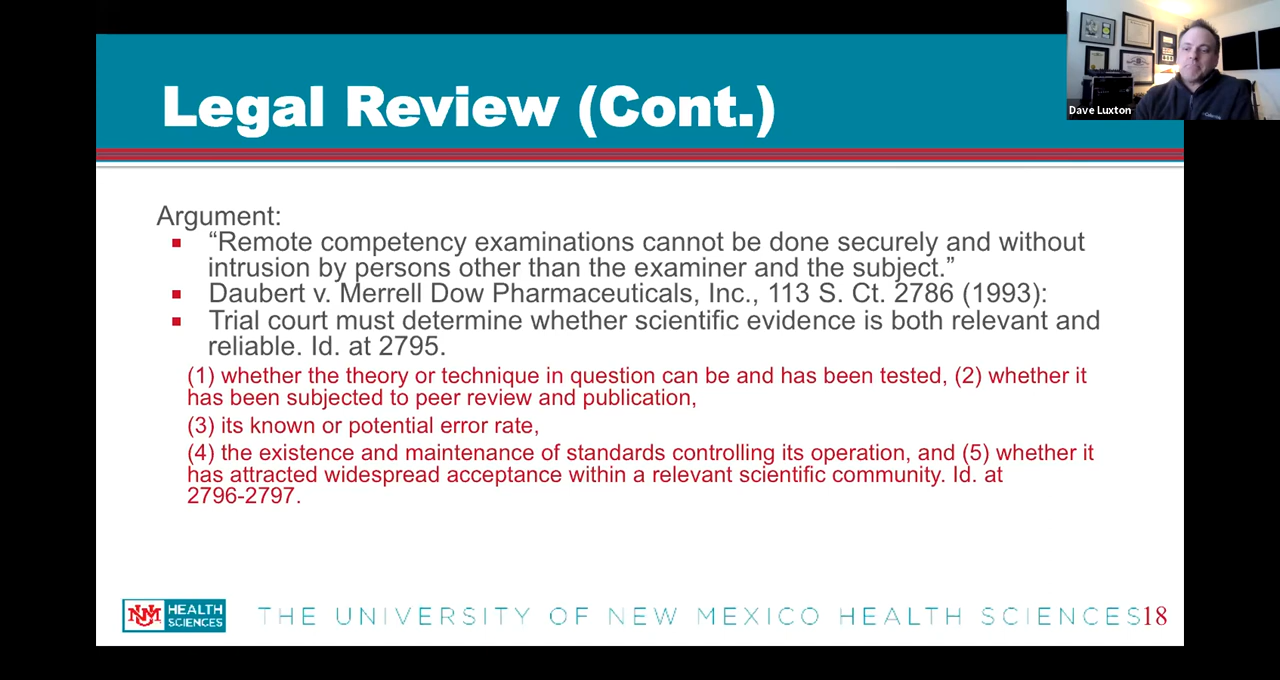 Legal Review (Cont.)
Dave Luxton
Argument:
▪ “Remote competency examinations cannot be done securely and without
intrusion by persons other than the examiner and the subject.”
▪ Daubert v. Merrell Dow Pharmaceuticals, Inc., 113 S. Ct. 2786 (1993):
▪ Trial court must determine whether scientific evidence is both relevant and
reliable. Id. at 2795.
(1) whether the theory or technique in question can be and has been tested, (2) whether it
has been subjected to peer review and publication,
(3) its known or potential error rate,
(4) the existence and maintenance of standards controlling its operation, and (5) whether it
has attracted widespread acceptance within a relevant scientific community. Id. at
2796-2797.
UNM HEALTH
SCIENCES
THE UNIVERSITY OF NEW MEXICO HEALTH SCIENCES18